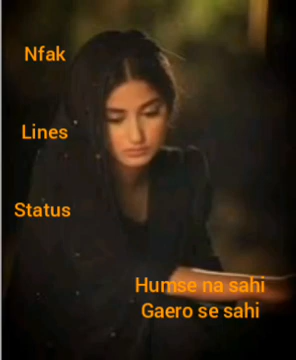 Nfak
Lines
Status
Humse na sahi
Gaero se sahi